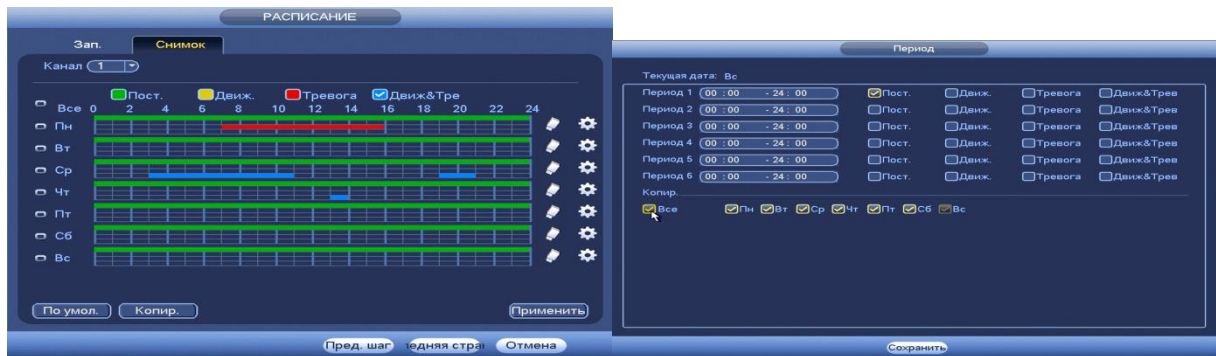 РАСПИСАНИЕ
Зап. Снимок
Канал 1
Пост. Движ. Тревога Движ&Тре
Все 0 2 4 6 8 10 12 14 16 18 20 22 24
Пн
Вт
Ср
Чт
Пт
Сб
Вс
По умол. Копир. Применить
Пред. шаг едняя стра Отмена
Период
Текущая дата: Вс
Период 1 00 :00 - 24: 00 Пост. Движ. Тревога Движ&Трев
Период 2 00 :00 - 24: 00 Пост. Движ. Тревога Движ&Трев
Период 3 00 :00 - 24: 00 Пост. Движ. Тревога Движ&Трев
Период 4 00 :00 - 24: 00 Пост. Движ. Тревога Движ&Трев
Период 5 00 :00 - 24: 00 Пост. Движ. Тревога Движ&Трев
Период 6 00 :00 - 24: 00 Пост. Движ. Тревога Движ&Трев
Копир.
Все Пн Вт Ср Чт Пт Сб Вс
Сохранить